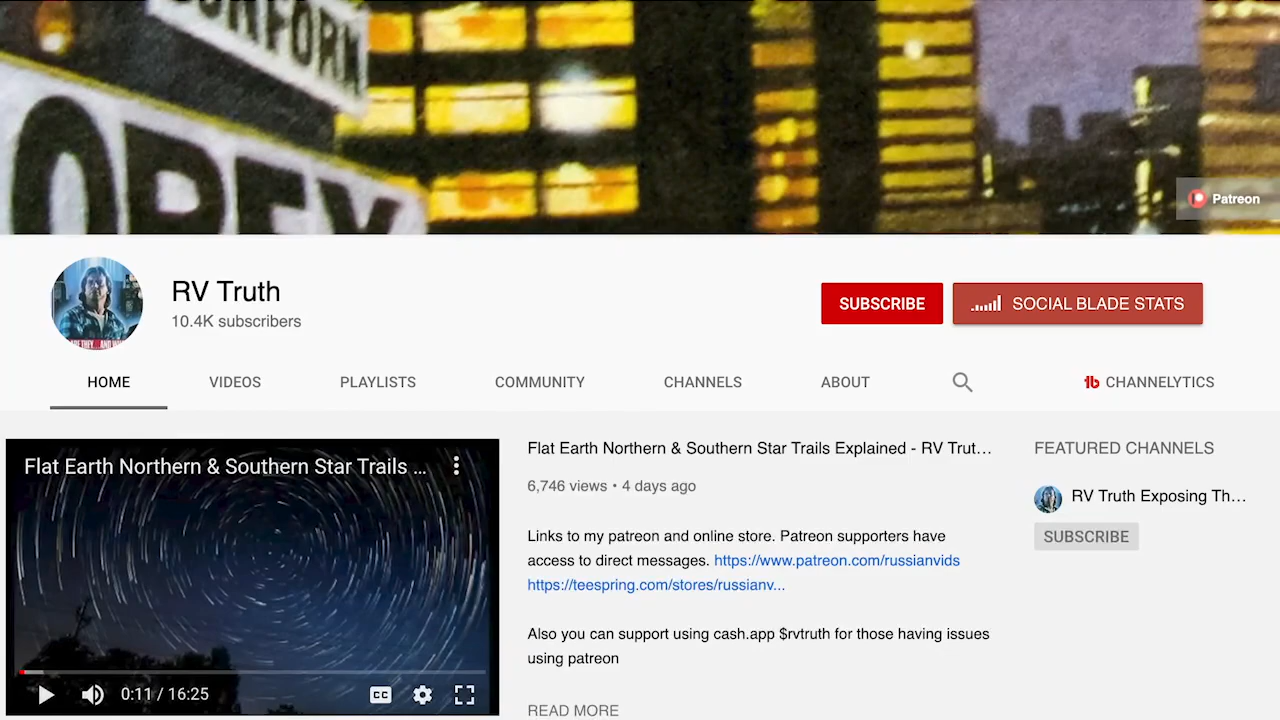 CONFORM
OBEY
Patreon
RV Truth
10.4K subscribers
SUBSCRIBE
SOCIAL BLADE STATS
HOME
VIDEOS
PLAYLISTS
COMMUNITY
CHANNELS
ABOUT
CHANNELYTICS
Flat Earth Northern & Southern Star Trails ...
0:11 / 16:25
CC
Flat Earth Northern & Southern Star Trails Explained - RV Trut...
6,746 views • 4 days ago
Links to my patreon and online store. Patreon supporters have
access to direct messages. https://www.patreon.com/russianvids
https://teespring.com/stores/russianv...
Also you can support using cash.app $rvtruth for those having issues
using patreon
READ MORE
FEATURED CHANNELS
RV Truth Exposing Th...
SUBSCRIBE